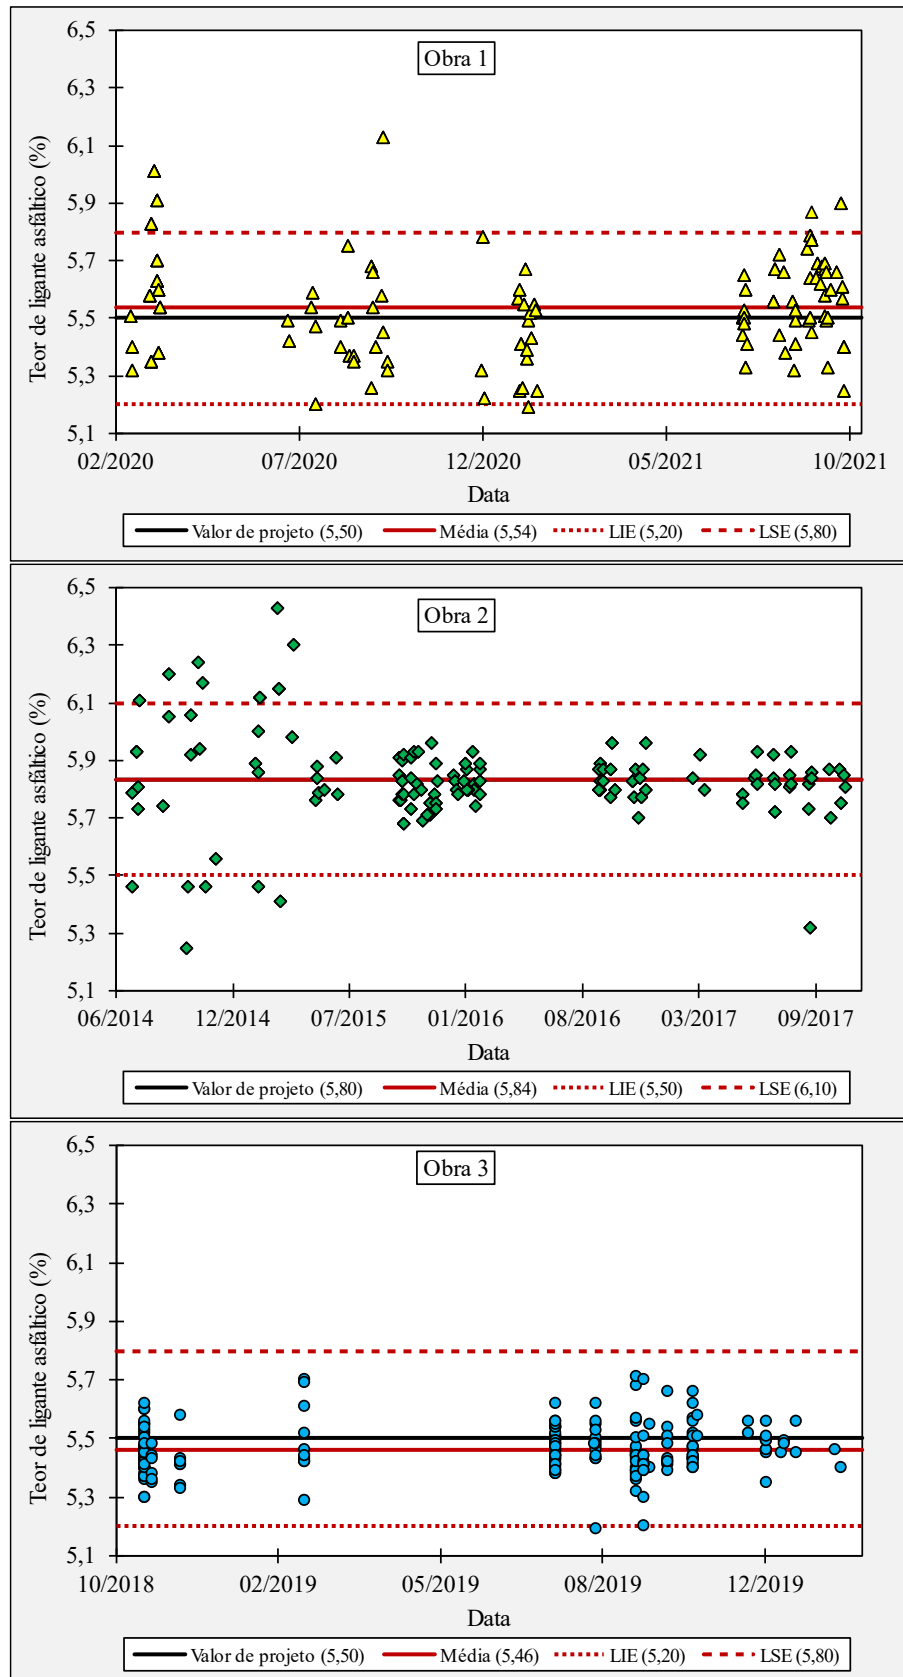 Obra 1
6,5
6,3
6,1
5,9
5,7
5,5
5,3
5,1
Teor de ligante asfáltico (%)
02/2020 07/2020 12/2020 05/2021 10/2021
Data
Valor de projeto (5,50) Média (5,54) LIE (5,20) LSE (5,80)
Obra 2
6,5
6,3
6,1
5,9
5,7
5,5
5,3
5,1
Teor de ligante asfáltico (%)
06/2014 12/2014 07/2015 01/2016 08/2016 03/2017 09/2017
Data
Valor de projeto (5,80) Média (5,84) LIE (5,50) LSE (6,10)
Obra 3
6,5
6,3
6,1
5,9
5,7
5,5
5,3
5,1
Teor de ligante asfáltico (%)
10/2018 02/2019 05/2019 08/2019 12/2019
Data
Valor de projeto (5,50) Média (5,46) LIE (5,20) LSE (5,80)